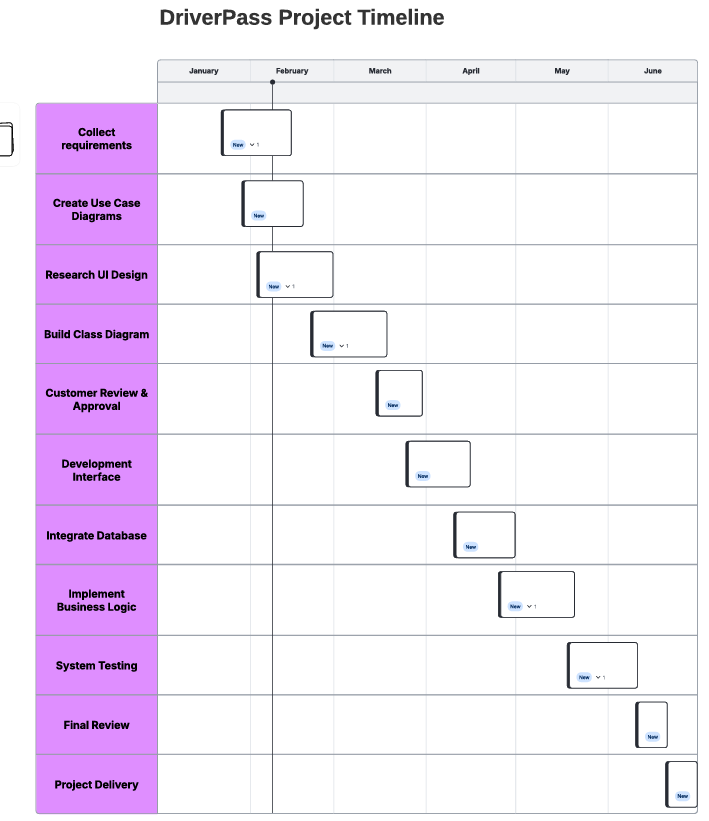 DriverPass Project Timeline
January February March April May June
Collect
requirements
New 1
Create Use Case
Diagrams
New
Research UI Design
New 1
Build Class Diagram
New 1
Customer Review &
Approval
New
Development
Interface
New
Integrate Database
New
Implement
Business Logic
New 1
System Testing
New 1
Final Review
New
Project Delivery
New